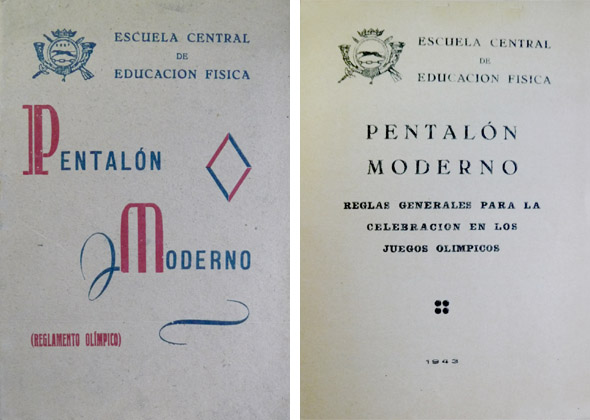 ESCUELA CENTRAL
DE
EDUCACION FISICA
PENTALÓN
MODERNO
(REGLAMENTO OLÍMPICO)
ESCUELA CENTRAL
DE
EDUCACION FISICA
PENTALÓN
MODERNO
REGLAS GENERALES PARA LA
CELEBRACION EN LOS
JUEGOS OLIMPICOS
1943